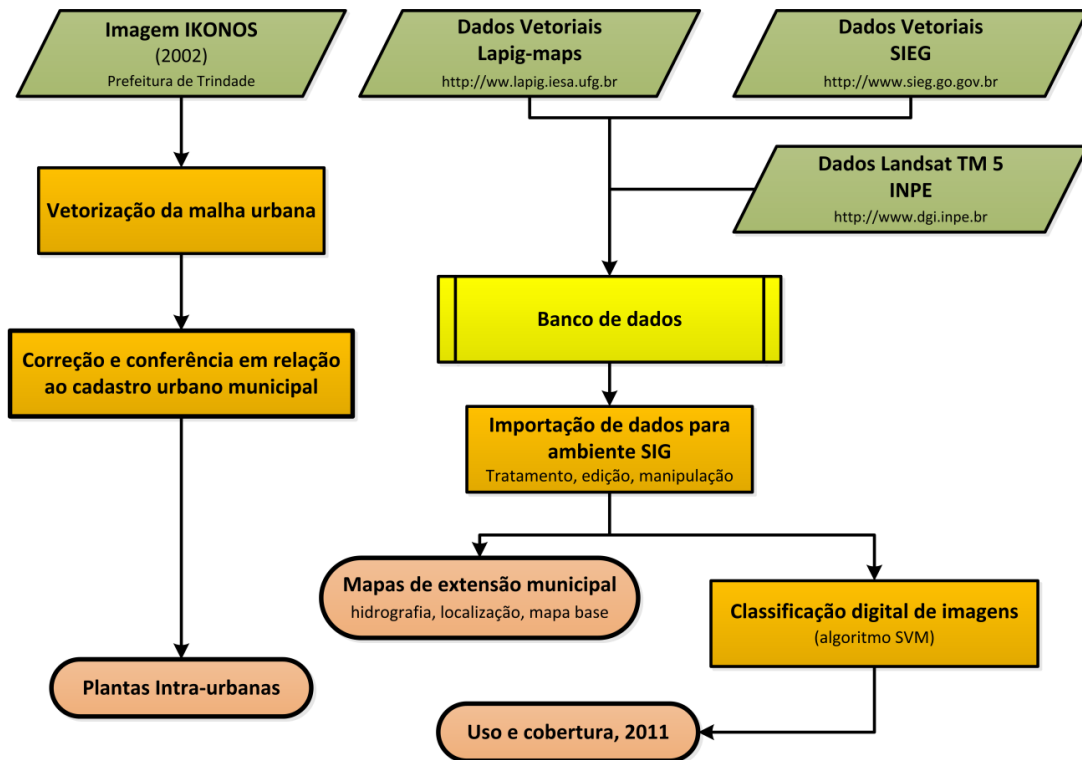 Imagem IKONOS
(2002)
Prefeitura de Trindade
Dados Vetoriais
Lapig-maps
http://ww.lapig.iesa.ufg.br
Dados Vetoriais
SIEG
http://www.sieg.go.gov.br
Dados Landsat TM 5
INPE
http://www.dgi.inpe.br
Vetorização da malha urbana
Banco de dados
Correção e conferência em relação
ao cadastro urbano municipal
Importação de dados para
ambiente SIG
Tratamento, edição, manipulação
Mapas de extensão municipal
hidrografia, localização, mapa base
Classificação digital de imagens
(algoritmo SVM)
Plantas Intra-urbanas
Uso e cobertura, 2011